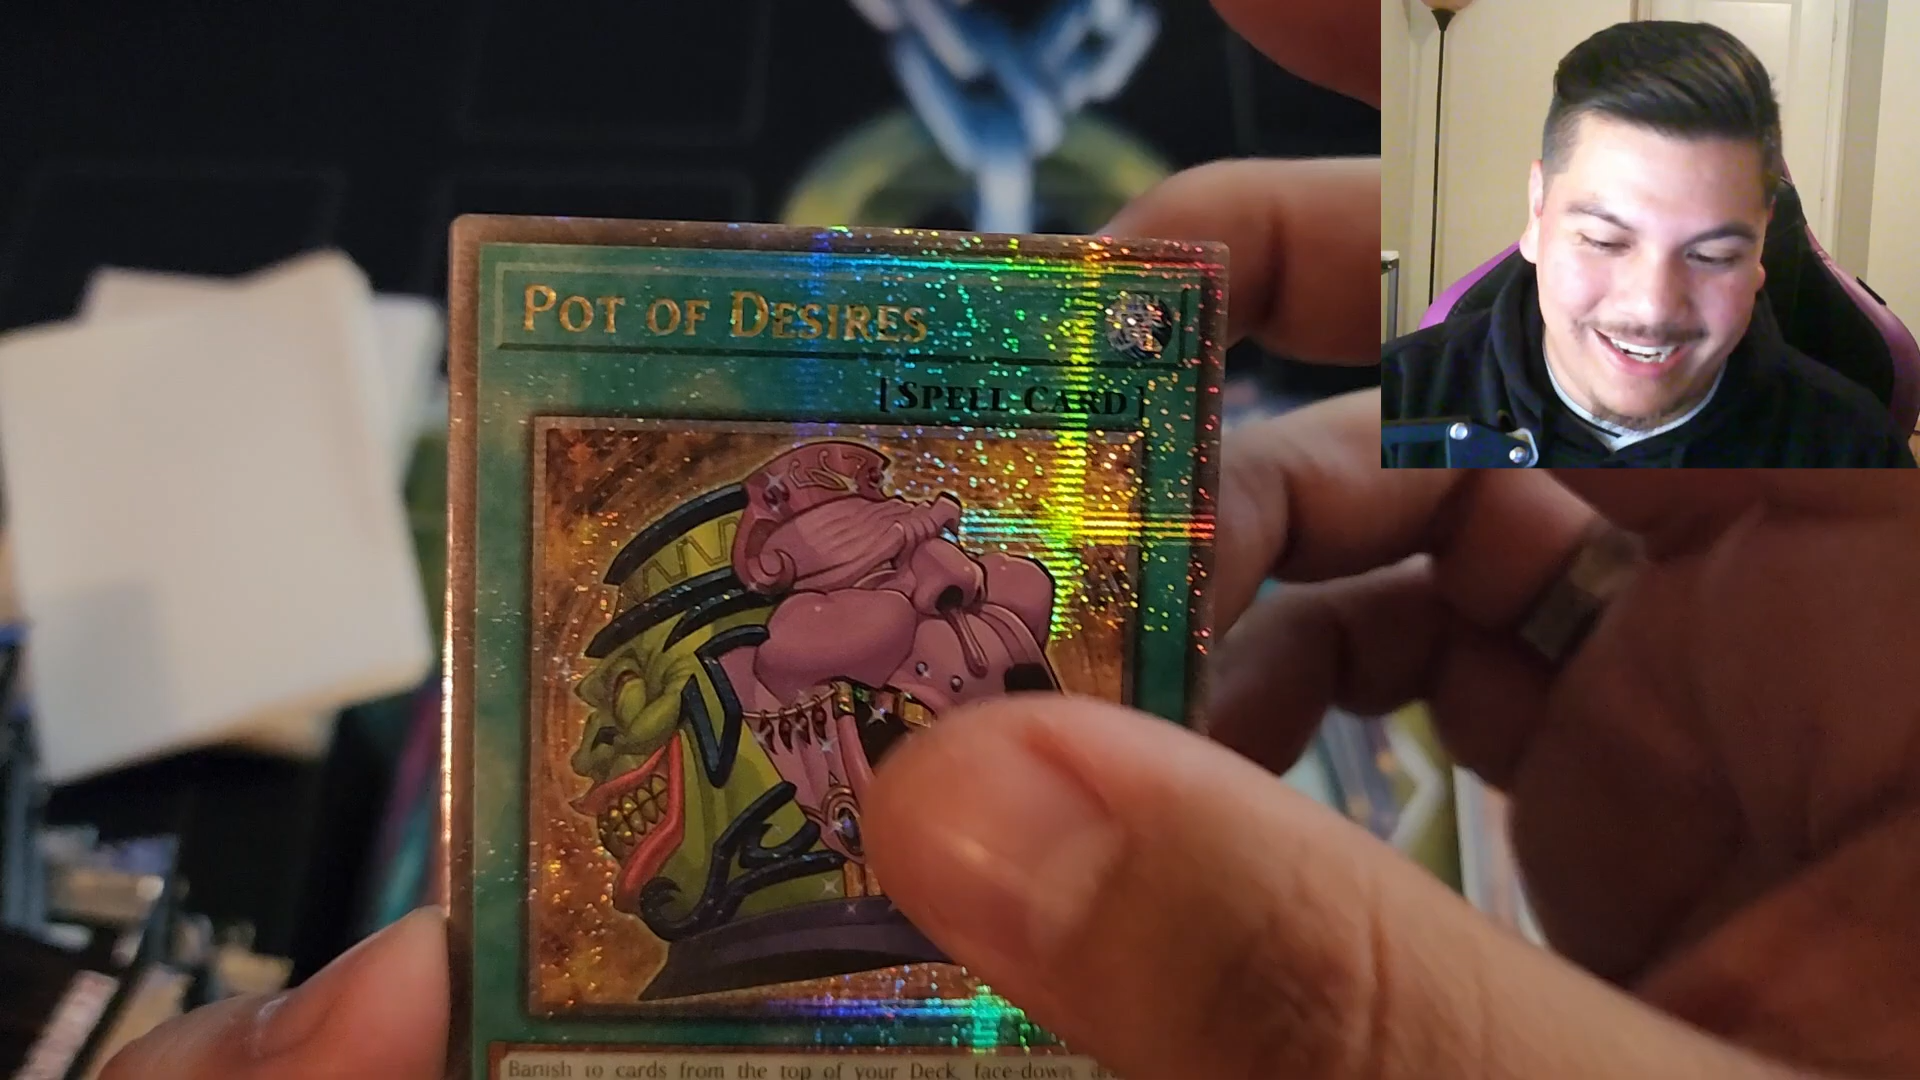 POT OF DESIRES
[SPELL CARD]
Banish 10 cards from the top of your Deck, face-down